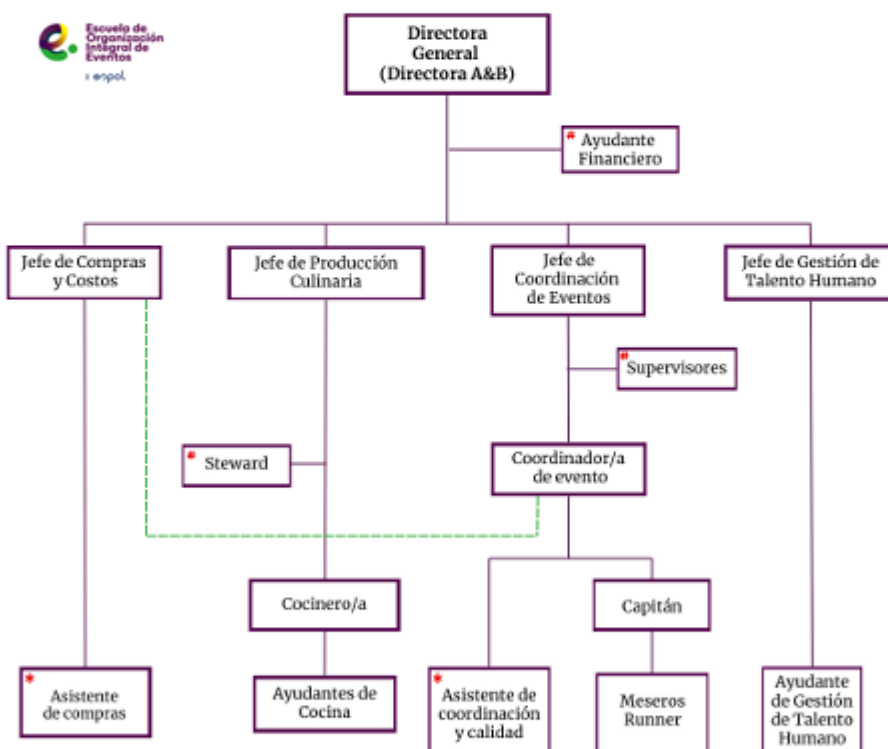 Escuela de
Organización
Integral de
Eventos
espol
Directora
General
(Directora A&B)
* Ayudante
Financiero
Jefe de Compras
y Costos
Jefe de Producción
Culinaria
Jefe de
Coordinación
de Eventos
Jefe de Gestión de
Talento Humano
* Supervisores
* Steward
Coordinador/a
de evento
Cocinero/a
Capitán
* Asistente
de compras
Ayudantes de
Cocina
* Asistente de
coordinación
y calidad
Meseros
Runner
Ayudante
de Gestión
de Talento
Humano